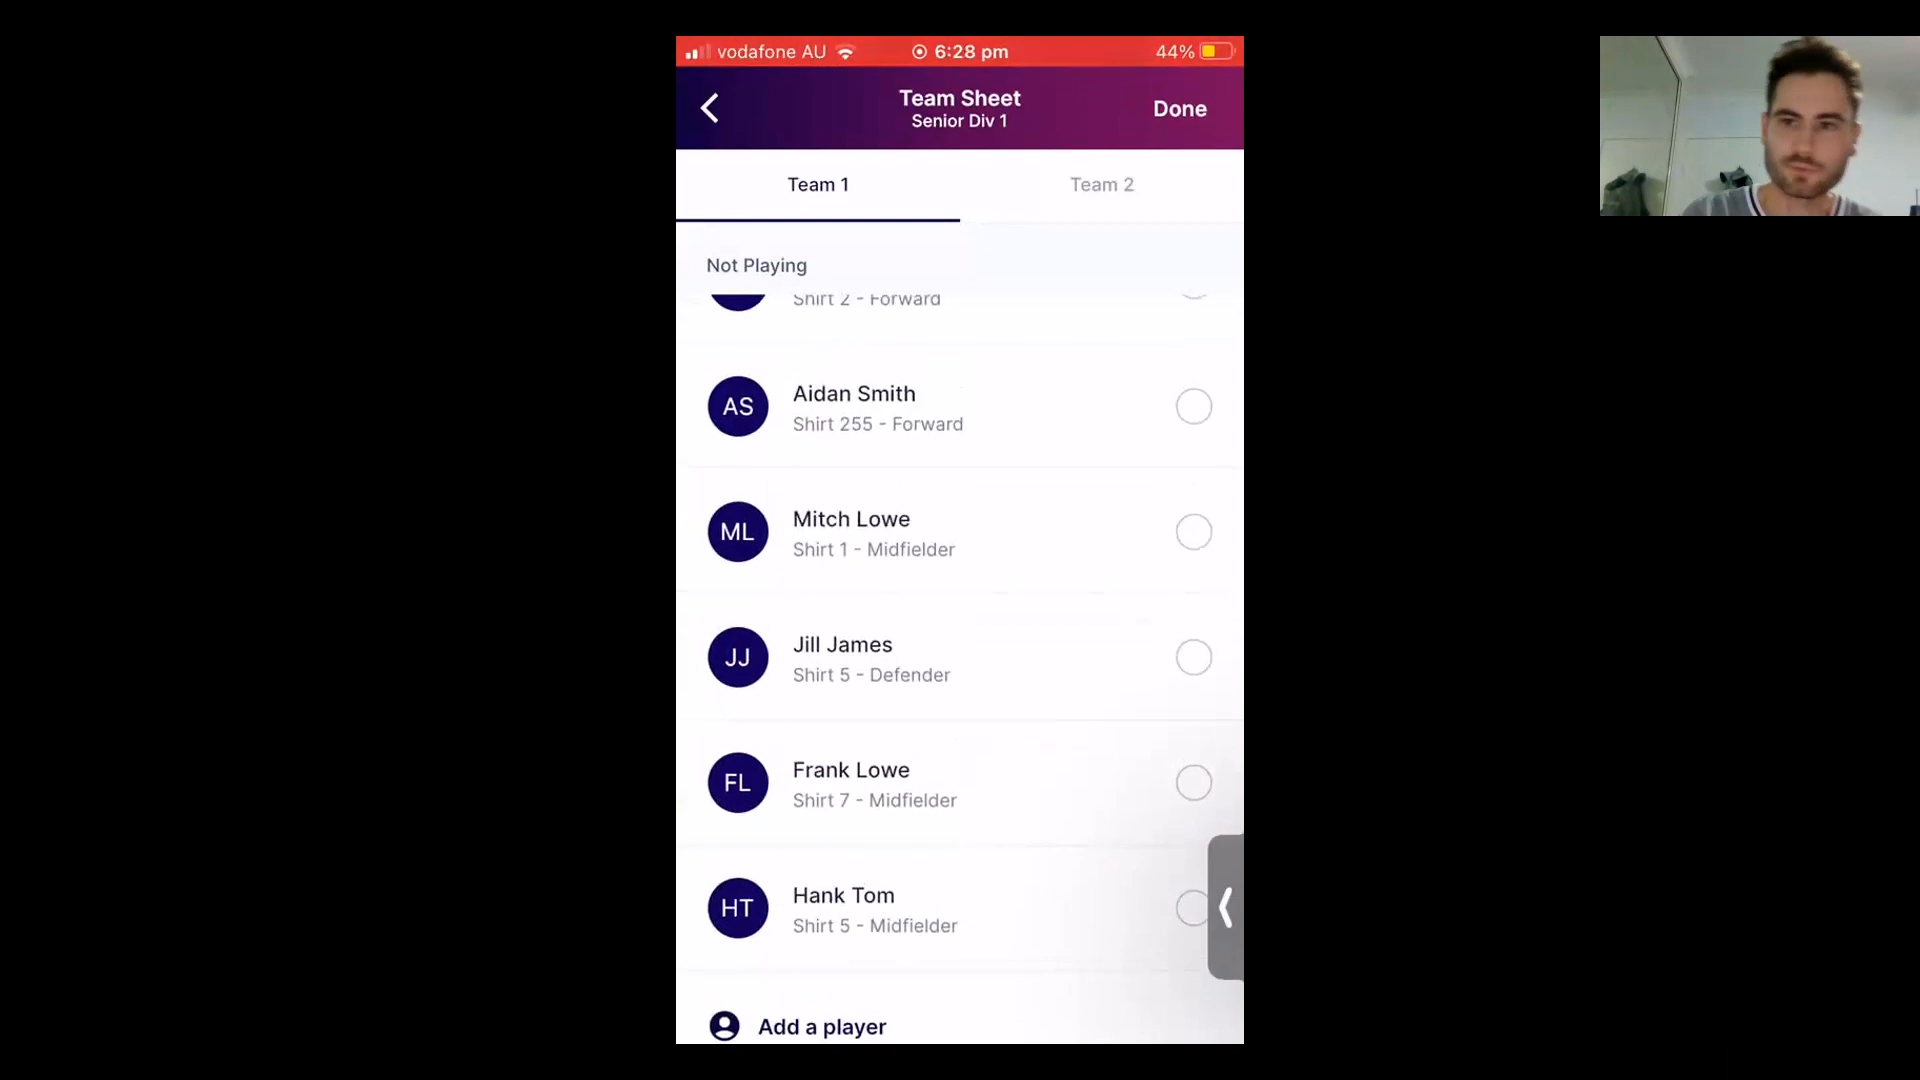 vodafone AU
6:28 pm
44%
Team Sheet
Senior Div 1
Done
Team 1
Team 2
Not Playing
Shirt 2 - Forward
AS
Aidan Smith
Shirt 255 - Forward
ML
Mitch Lowe
Shirt 1 - Midfielder
JJ
Jill James
Shirt 5 - Defender
FL
Frank Lowe
Shirt 7 - Midfielder
HT
Hank Tom
Shirt 5 - Midfielder
Add a player